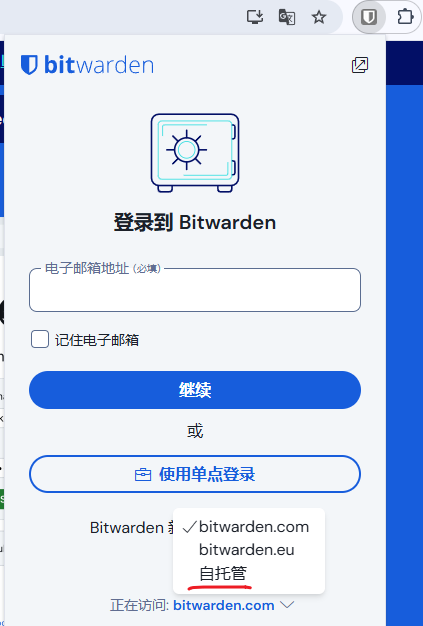 bitwarden
登录到 Bitwarden
电子邮箱地址 (必填)
记住电子邮箱
继续
或
使用单点登录
Bitwarden
bitwarden.com
bitwarden.eu
自托管
正在访问: bitwarden.com